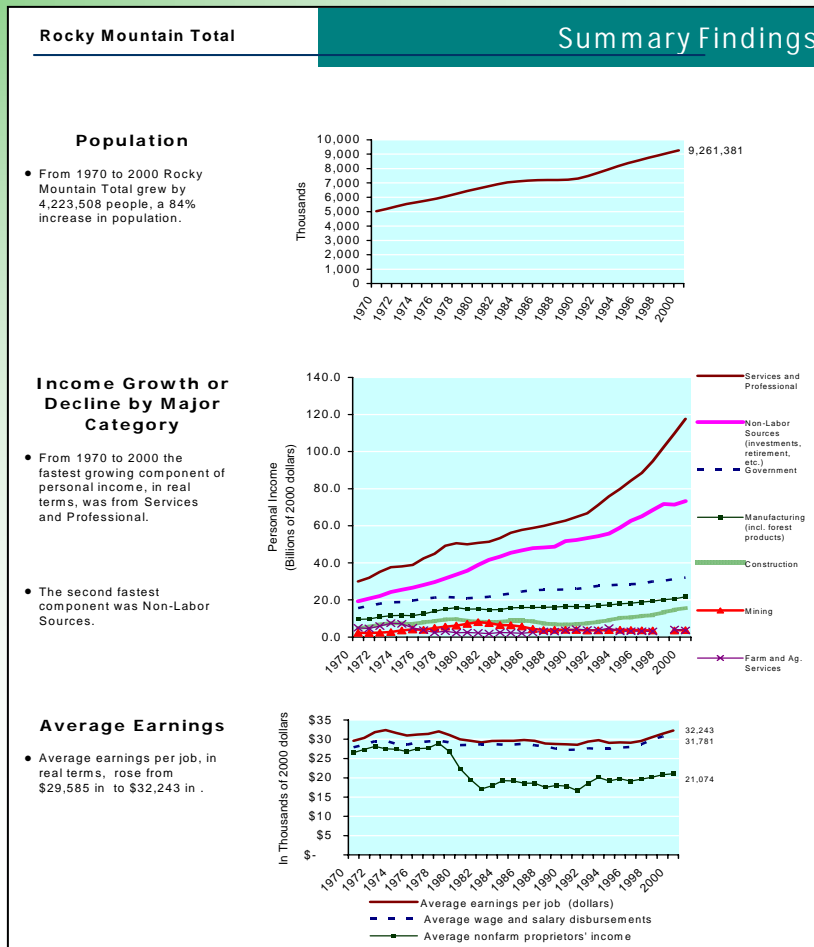 Rocky Mountain Total
Summary Findings
Population
• From 1970 to 2000 Rocky
Mountain Total grew by
4,223,508 people, a 84%
increase in population.
Thousands
10,000
9,000
8,000
7,000
6,000
5,000
4,000
3,000
2,000
1,000
0
9,261,381
1970
1972
1974
1976
1978
1980
1982
1984
1986
1988
1990
1992
1994
1996
1998
2000
Income Growth or
Decline by Major
Category
• From 1970 to 2000 the
fastest growing component of
personal income, in real
terms, was from Services
and Professional.
• The second fastest
component was Non-Labor
Sources.
Personal Income
(Billions of 2000 dollars)
140.0
120.0
100.0
80.0
60.0
40.0
20.0
0.0
1970
1972
1974
1976
1978
1980
1982
1984
1986
1988
1990
1992
1994
1996
1998
2000
Services and
Professional
Non-Labor
Sources
(investments,
retirement,
etc.)
Government
Manufacturing
(incl. forest
products)
Construction
Mining
Farm and Ag.
Services
Average Earnings
• Average earnings per job, in
real terms, rose from
$29,585 in to $32,243 in .
In Thousands of 2000 dollars
$35
$30
$25
$20
$15
$10
$5
$-
32,243
31,781
21,074
1970
1972
1974
1976
1978
1980
1982
1984
1986
1988
1990
1992
1994
1996
1998
2000
Average earnings per job (dollars)
Average wage and salary disbursements
Average nonfarm proprietors' income